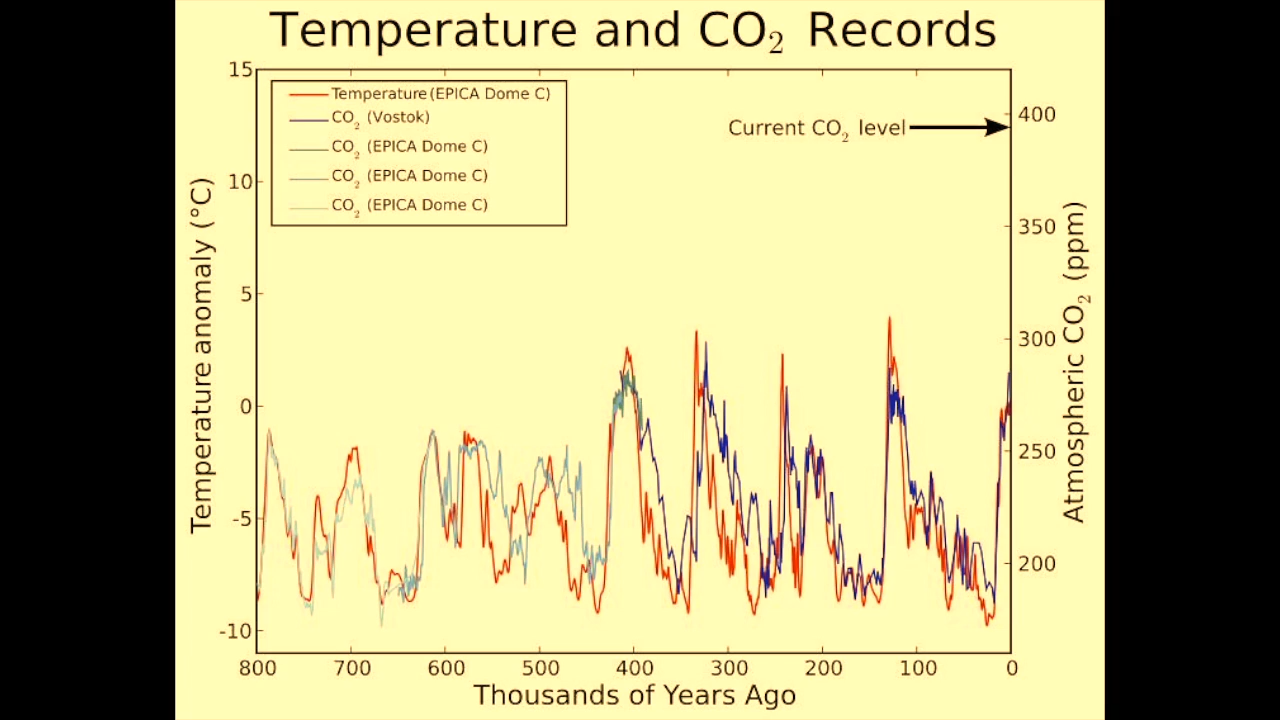 Temperature and CO₂ Records
15
10
5
0
-5
-10
Temperature anomaly (°C)
Temperature (EPICA Dome C)
CO₂ (Vostok)
CO₂ (EPICA Dome C)
CO₂ (EPICA Dome C)
CO₂ (EPICA Dome C)
Current CO₂ level
400
350
300
250
200
Atmospheric CO₂ (ppm)
800 700 600 500 400 300 200 100 0
Thousands of Years Ago